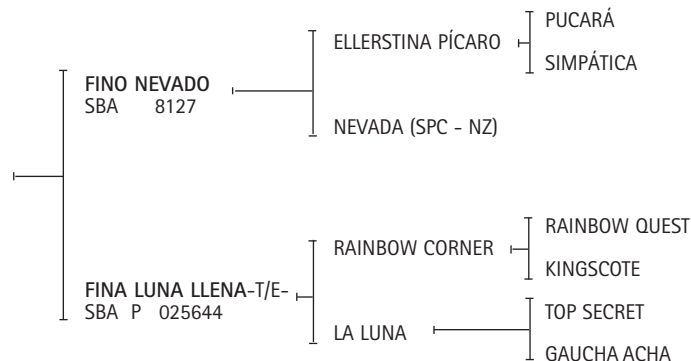 PUCARÁ
ELLERSTINA PÍCARO
SIMPÁTICA
FINO NEVADO
SBA 8127
NEVADA (SPC - NZ)
RAINBOW QUEST
RAINBOW CORNER
KINGSCOTE
FINA LUNA LLENA-T/E-
SBA P 025644
TOP SECRET
LA LUNA
GAUCHA ACHA